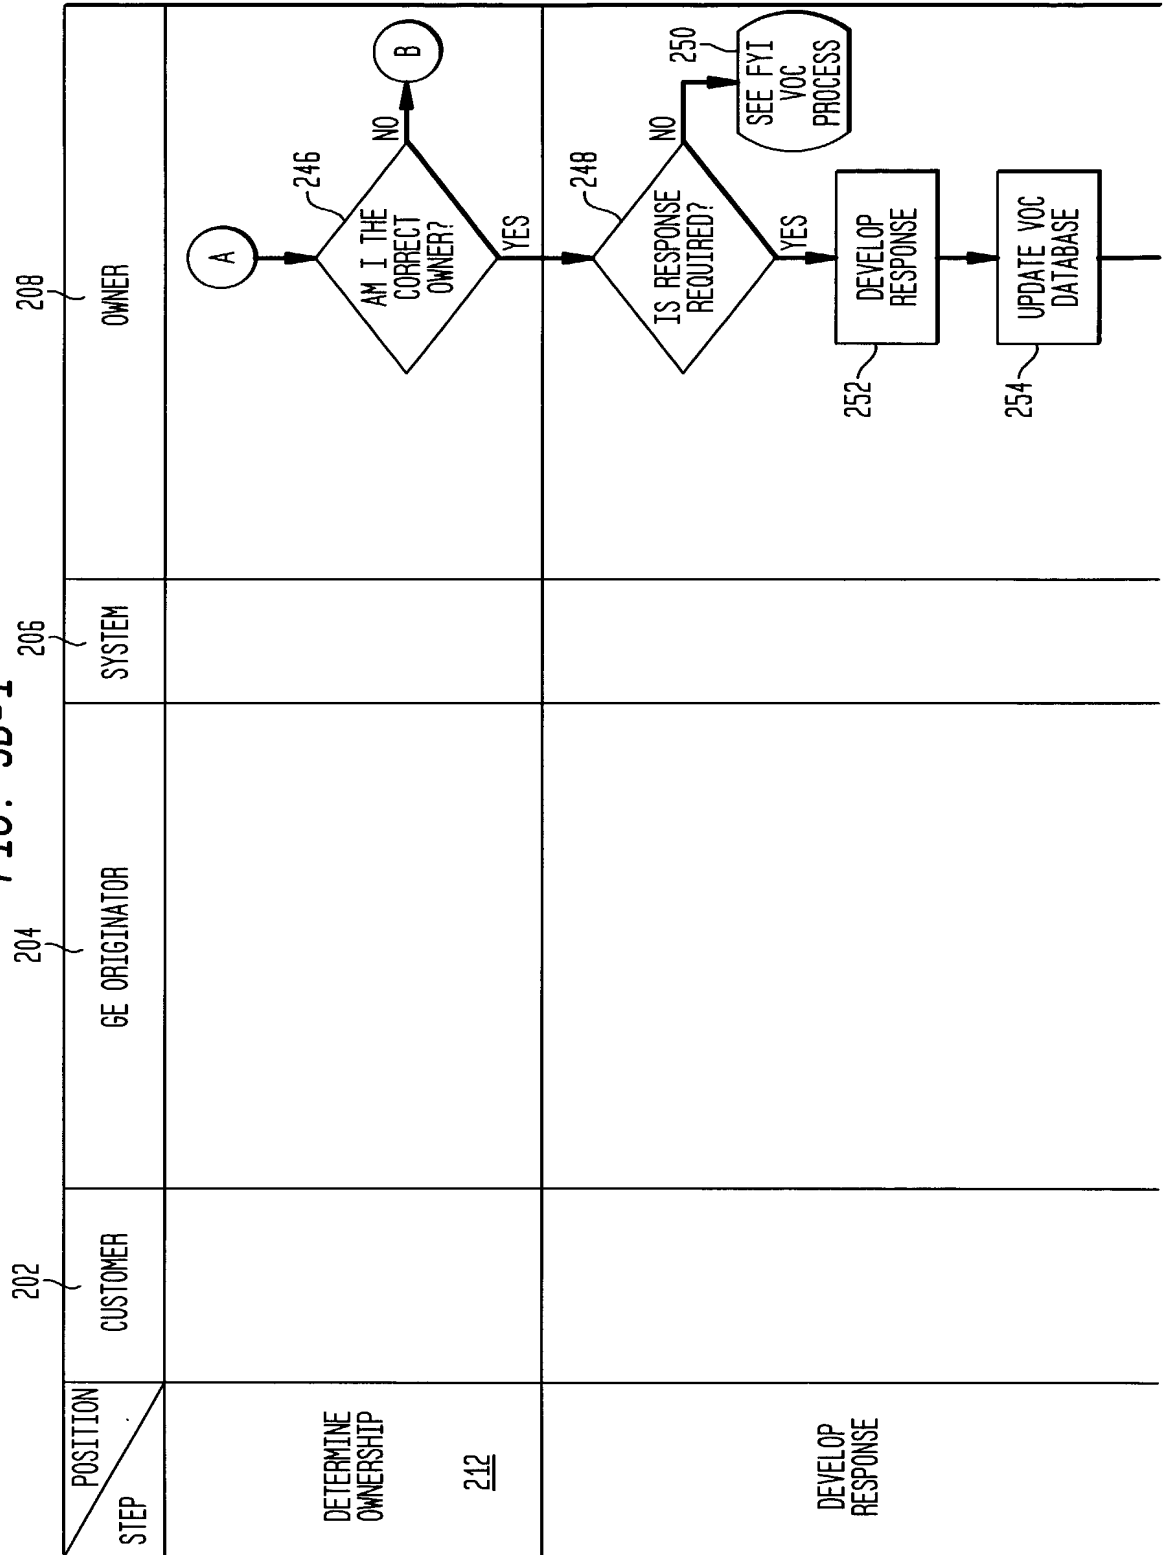 FIG. 3B-1
202
204
206
208
POSITION
STEP
CUSTOMER
GE ORIGINATOR
SYSTEM
OWNER
DETERMINE
OWNERSHIP
212
A
246
AM I THE
CORRECT
OWNER?
NO
B
YES
DEVELOP
RESPONSE
248
IS RESPONSE
REQUIRED?
NO
250
SEE FYI
VOC
PROCESS
YES
252
DEVELOP
RESPONSE
254
UPDATE VOC
DATABASE